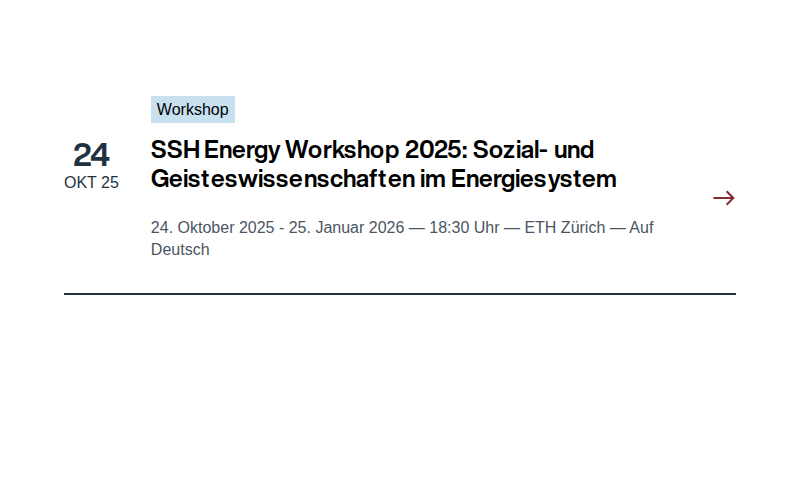 Workshop
24
OKT 25
SSH Energy Workshop 2025: Sozial- und
Geisteswissenschaften im Energiesystem
24. Oktober 2025 - 25. Januar 2026 — 18:30 Uhr — ETH Zürich — Auf
Deutsch